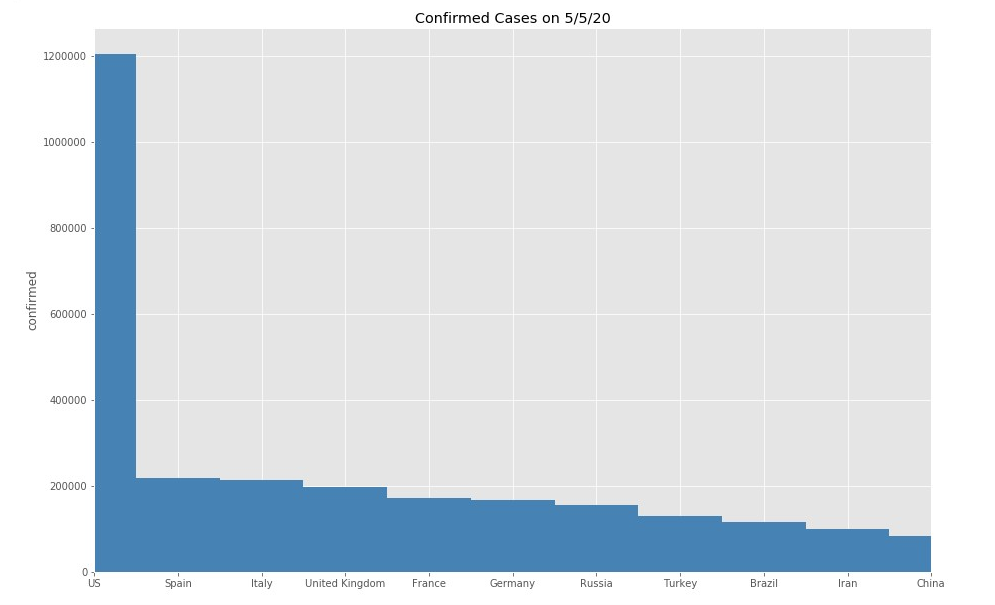 Confirmed Cases on 5/5/20
1200000
1000000
800000
600000
400000
200000
0
confirmed
US Spain Italy United Kingdom France Germany Russia Turkey Brazil Iran China